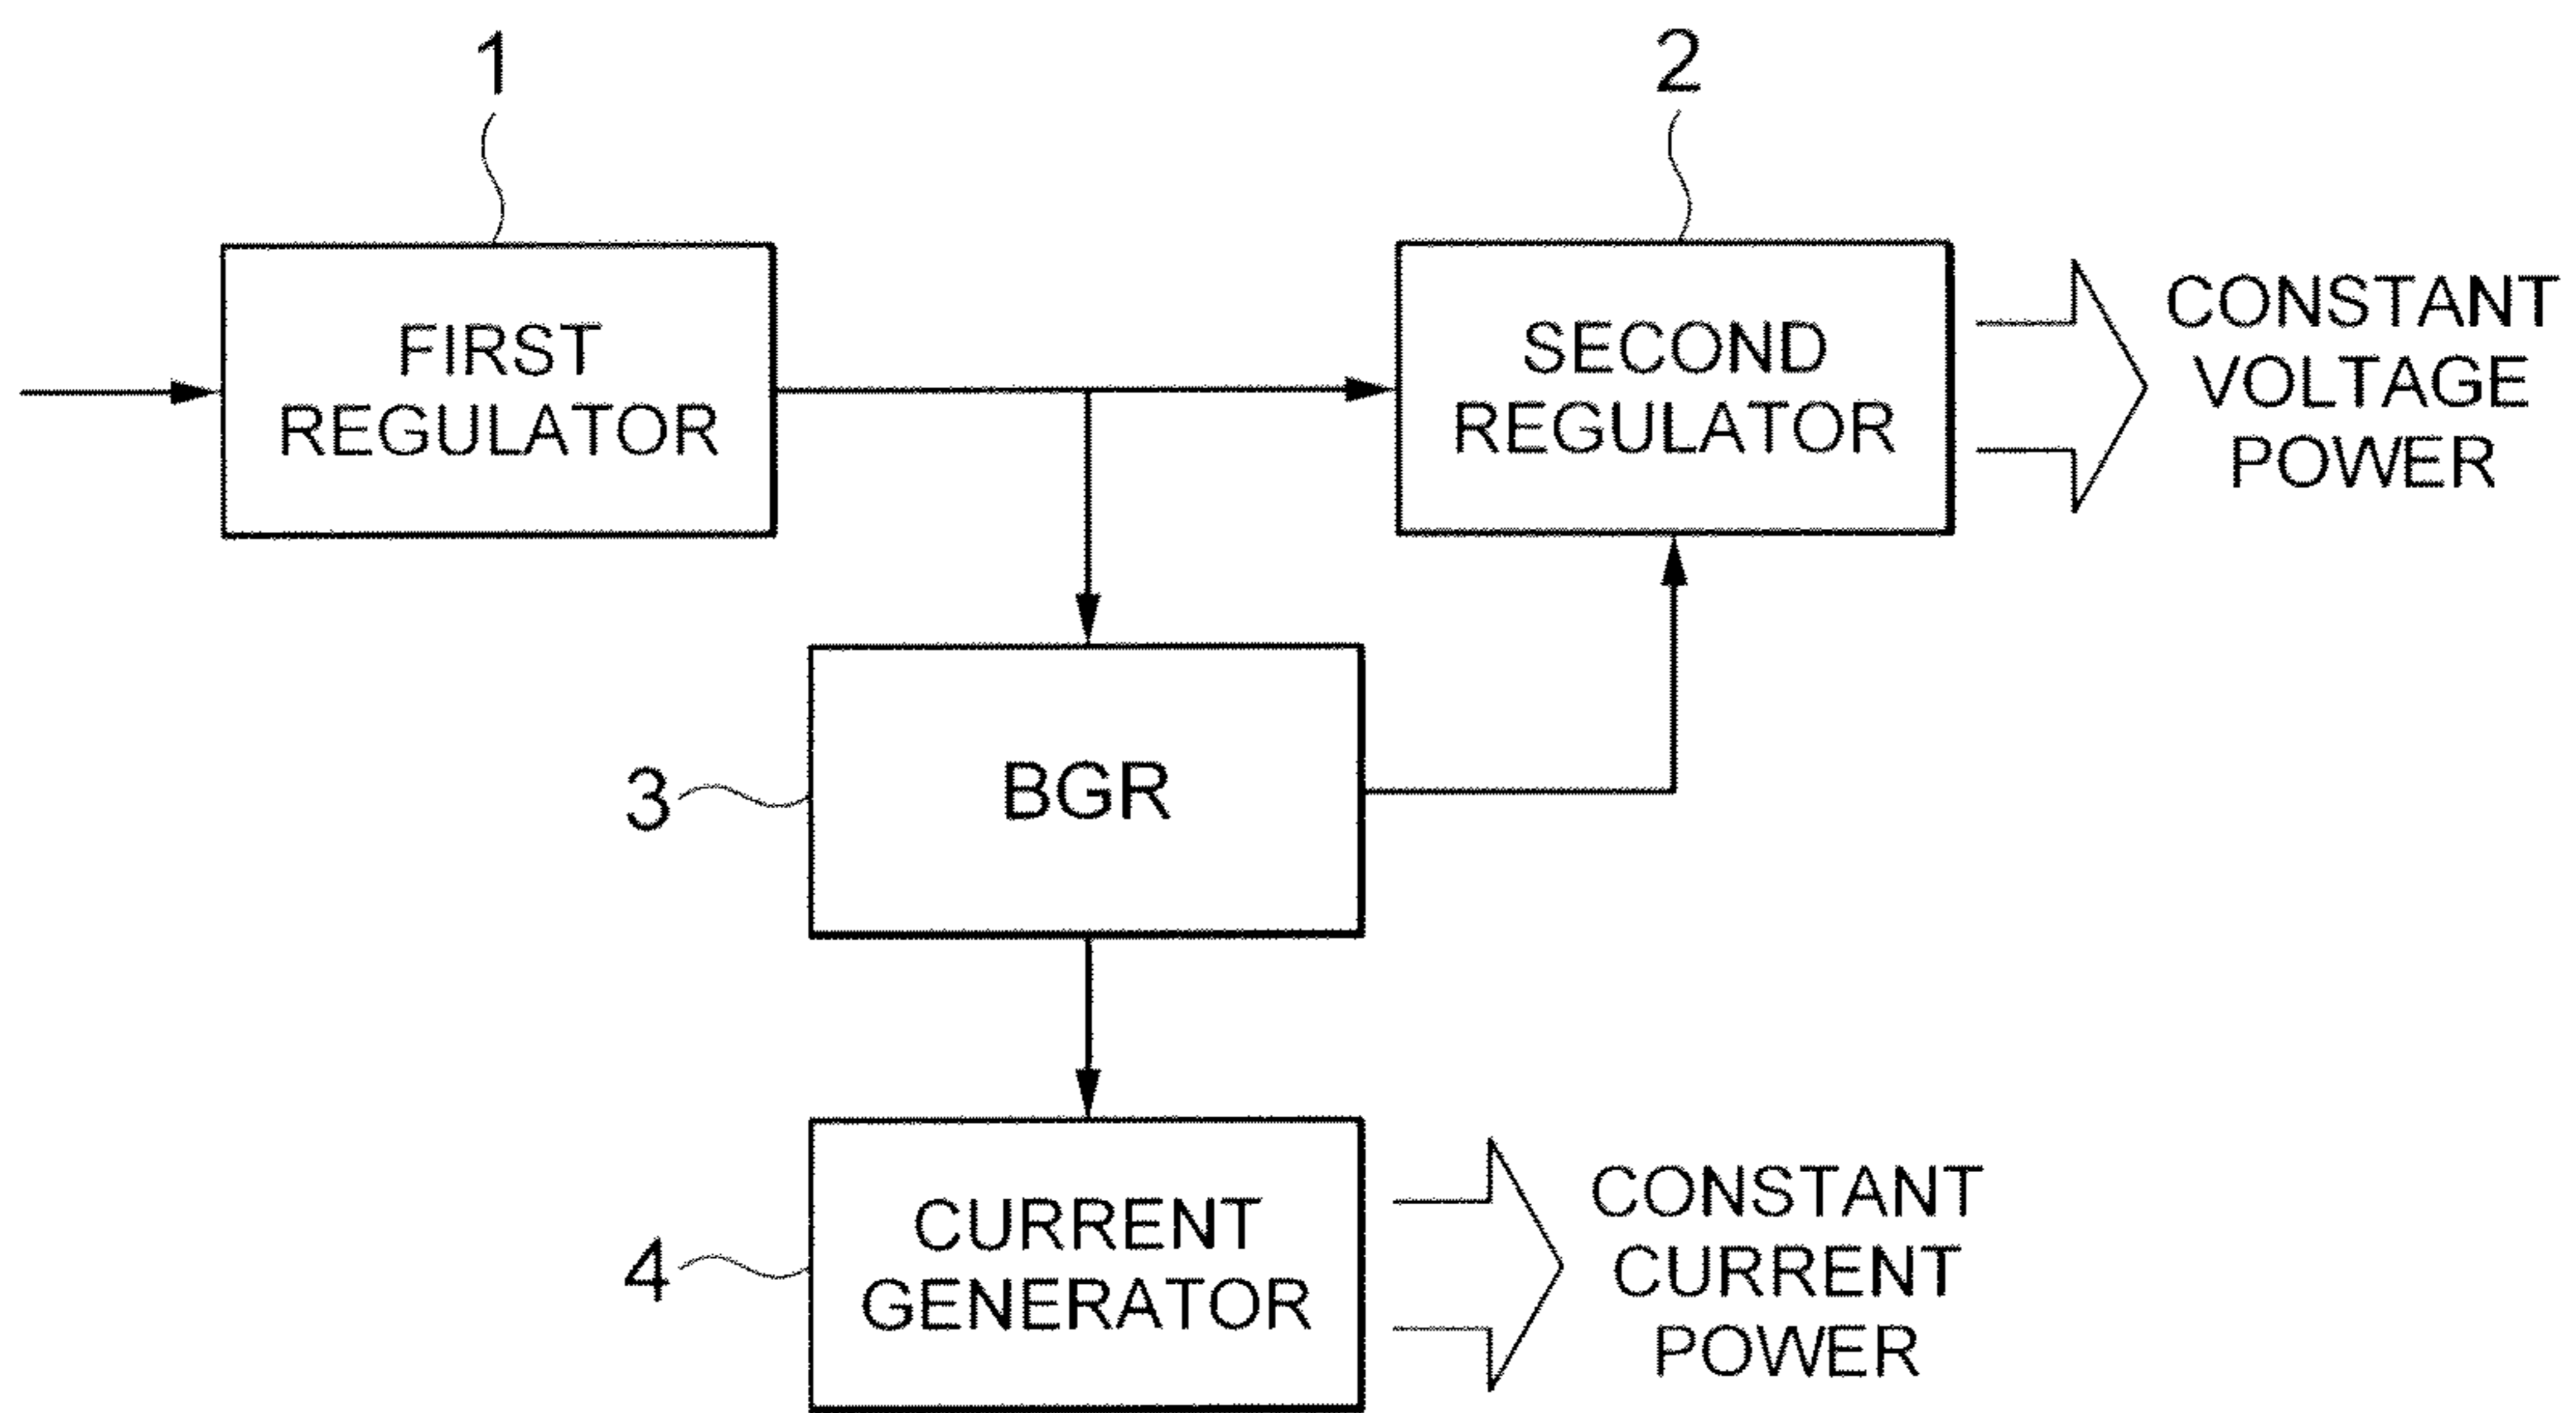 1
2
FIRST
REGULATOR
SECOND
REGULATOR
CONSTANT
VOLTAGE
POWER
3
BGR
4
CURRENT
GENERATOR
CONSTANT
CURRENT
POWER